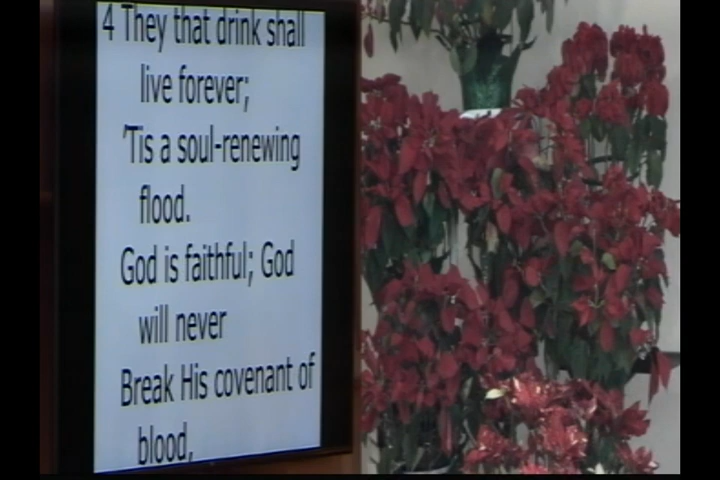 4 They that drink shall
live forever;
'Tis a soul-renewing
flood.
God is faithful; God
will never
Break His covenant of
blood,